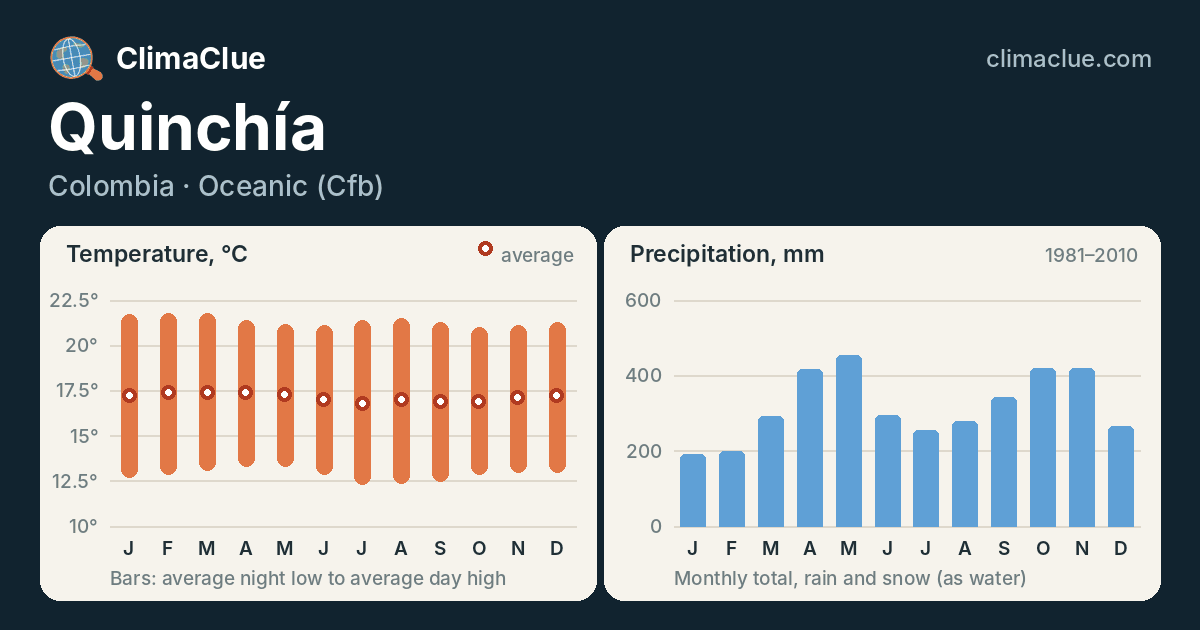 ClimaClue
climaclue.com
Quinchía
Colombia · Oceanic (Cfb)
Temperature, °C
average
22.5°
20°
17.5°
15°
12.5°
10°
J F M A M J J A S O N D
Bars: average night low to average day high
Precipitation, mm
1981–2010
600
400
200
0
J F M A M J J A S O N D
Monthly total, rain and snow (as water)